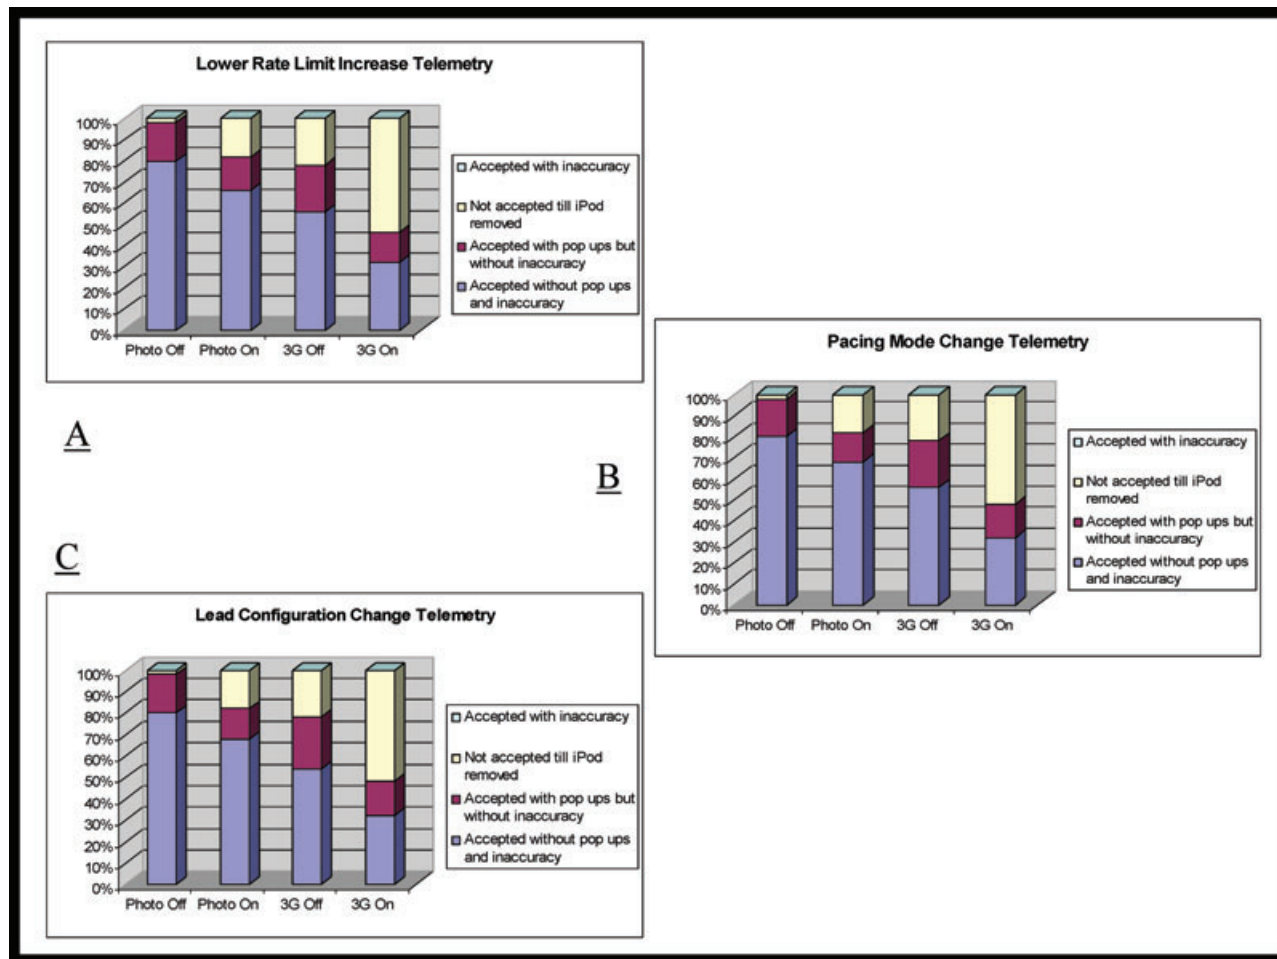 Lower Rate Limit Increase Telemetry
100%
90%
80%
70%
60%
50%
40%
30%
20%
10%
0%
Photo Off Photo On 3G Off 3G On
Accepted with inaccuracy
Not accepted till iPod
removed
Accepted with pop ups but
without inaccuracy
Accepted without pop ups
and inaccuracy
A
Pacing Mode Change Telemetry
100%
90%
80%
70%
60%
50%
40%
30%
20%
10%
0%
Photo Off Photo On 3G Off 3G On
Accepted with inaccuracy
Not accepted till iPod
removed
Accepted with pop ups but
without inaccuracy
Accepted without pop ups
and inaccuracy
B
C
Lead Configuration Change Telemetry
100%
90%
80%
70%
60%
50%
40%
30%
20%
10%
0%
Photo Off Photo On 3G Off 3G On
Accepted with inaccuracy
Not accepted till iPod
removed
Accepted with pop ups but
without inaccuracy
Accepted without pop ups
and inaccuracy